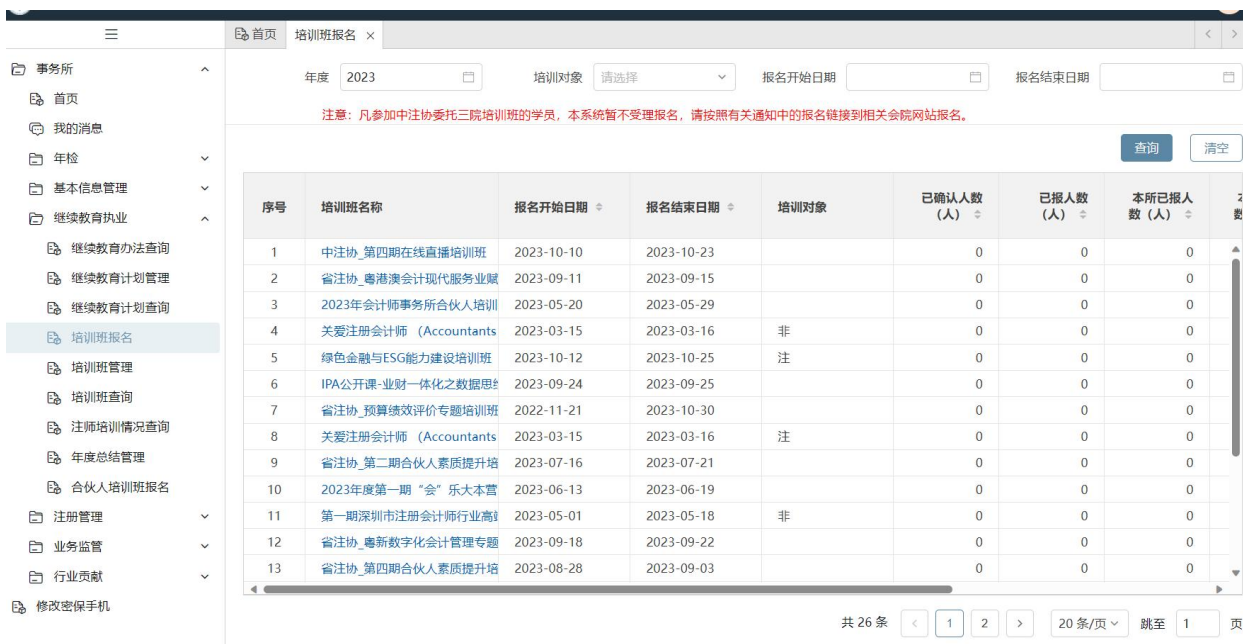 首页 培训班报名
事务所
首页
我的消息
年检
基本信息管理
继续教育执业
继续教育办法查询
继续教育计划管理
继续教育计划查询
培训班报名
培训班管理
培训班查询
注师培训情况查询
年度总结管理
合伙人培训班报名
注册管理
业务监管
行业贡献
修改密保手机
年度 2023 培训对象 请选择 报名开始日期 报名结束日期
注意：凡参加中注协委托三院培训班的学员，本系统暂不受理报名，请按照有关通知中的报名链接到相关会院网站报名。
查询 清空
序号 培训班名称 报名开始日期 报名结束日期 培训对象 已确认人数（人） 已报人数（人） 本所已报人数（人）
1 中注协_第四期在线直播培训班 2023-10-10 2023-10-23 0 0 0
2 省注协_粤港澳会计现代服务业赋 2023-09-11 2023-09-15 0 0 0
3 2023年会计师事务所合伙人培训 2023-05-20 2023-05-29 0 0 0
4 关爱注册会计师 （Accountants 2023-03-15 2023-03-16 非 0 0 0
5 绿色金融与ESG能力建设培训班 2023-10-12 2023-10-25 注 0 0 0
6 IPA公开课-业财一体化之数据思 2023-09-24 2023-09-25 0 0 0
7 省注协_预算绩效评价专题培训班 2022-11-21 2023-10-30 0 0 0
8 关爱注册会计师 （Accountants 2023-03-15 2023-03-16 注 0 0 0
9 省注协_第二期合伙人素质提升培 2023-07-16 2023-07-21 0 0 0
10 2023年度第一期“会”乐大本营 2023-06-13 2023-06-19 0 0 0
11 第一期深圳市注册会计师行业高 2023-05-01 2023-05-18 非 0 0 0
12 省注协_粤新数字化会计管理专题 2023-09-18 2023-09-22 0 0 0
13 省注协_第四期合伙人素质提升培 2023-08-28 2023-09-03 0 0 0
共 26 条 1 2 20 条/页 跳至 1 页